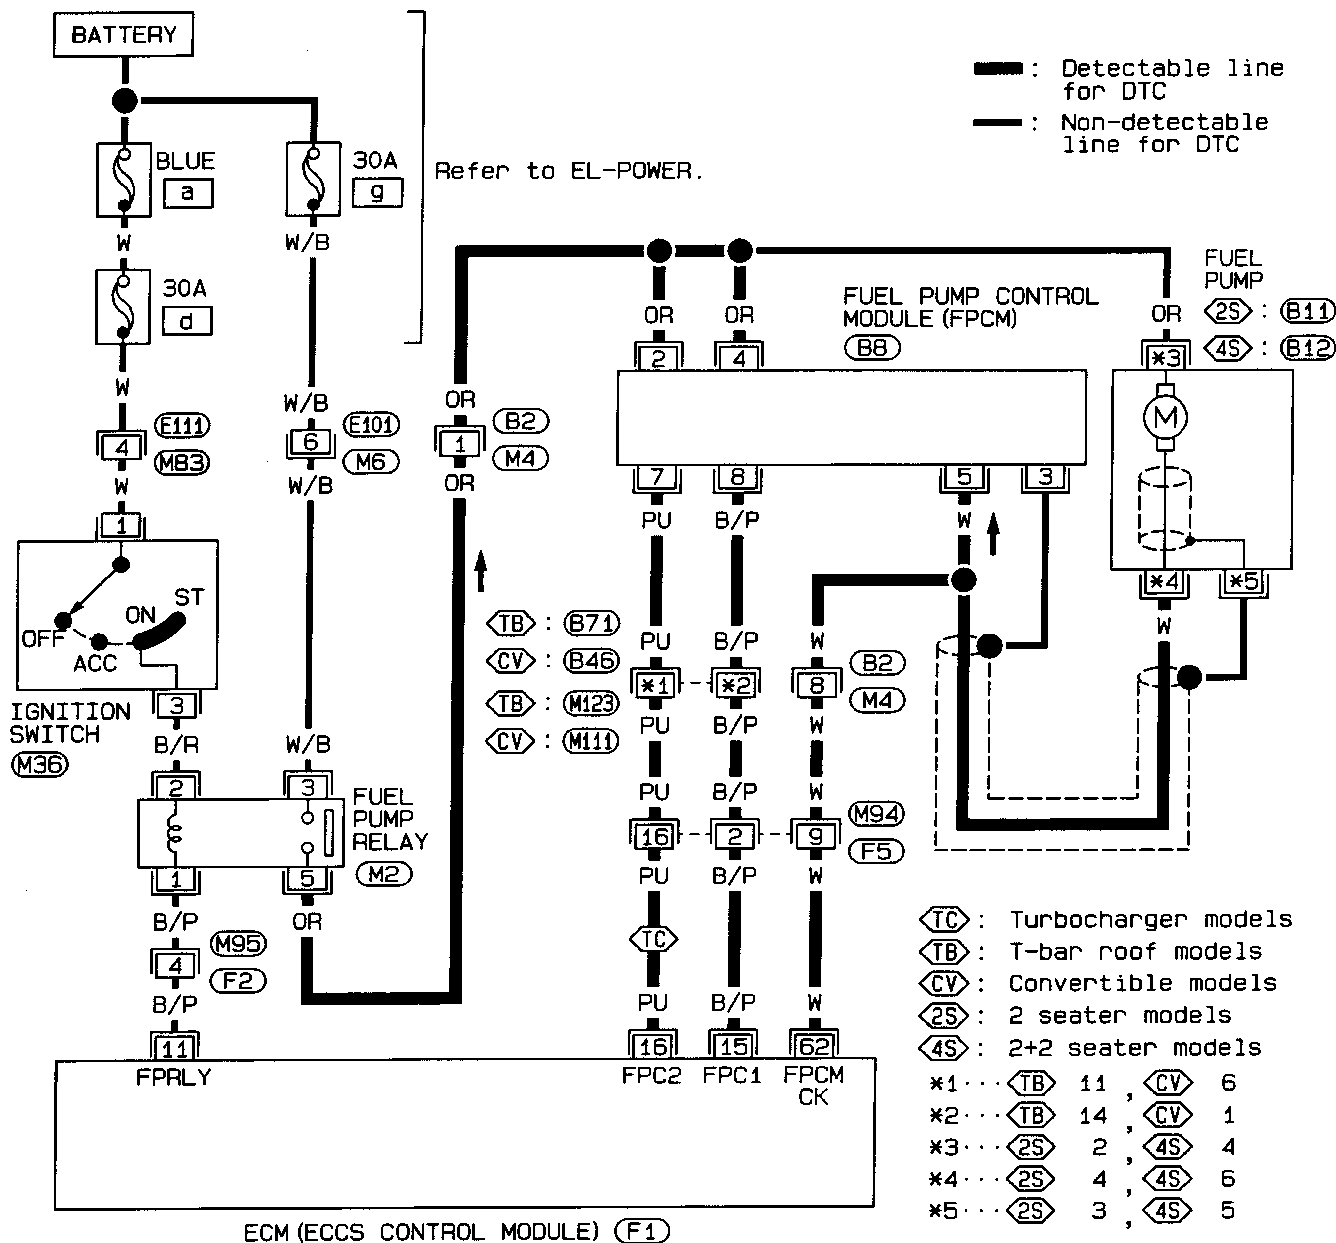 BATTERY
BLUE
a
30A
g
Refer to EL-POWER.
: Detectable line
for DTC
: Non-detectable
line for DTC
W
W/B
30A
d
W
W/B
OR
E111
4
M83
E101
6
M6
B2
1
M4
W
W/B
OR
1
OFF
ACC
ON
ST
3
IGNITION
SWITCH
M36
B/R
W/B
2
3
FUEL
PUMP
RELAY
M2
1
5
B/P
OR
M95
4
F2
B/P
11
FPRLY
OR
OR
2
4
FUEL PUMP CONTROL
MODULE (FPCM)
B8
FUEL
PUMP
2S : B11
4S : B12
OR
*3
M
*4
*5
W
7
8
5
3
PU
B/P
W
TB : B71
CV : B46
TB : M123
CV : M111
PU
B/P
W
*1
*2
8
B2
M4
PU
B/P
W
PU
B/P
W
16
2
9
M94
F5
PU
B/P
W
TC
PU
B/P
W
16
15
62
FPC2
FPC1
FPCM
CK
TC : Turbocharger models
TB : T-bar roof models
CV : Convertible models
2S : 2 seater models
4S : 2+2 seater models
*1··· TB 11 , CV 6
*2··· TB 14 , CV 1
*3··· 2S 2 , 4S 4
*4··· 2S 4 , 4S 6
*5··· 2S 3 , 4S 5
ECM (ECCS CONTROL MODULE) F1